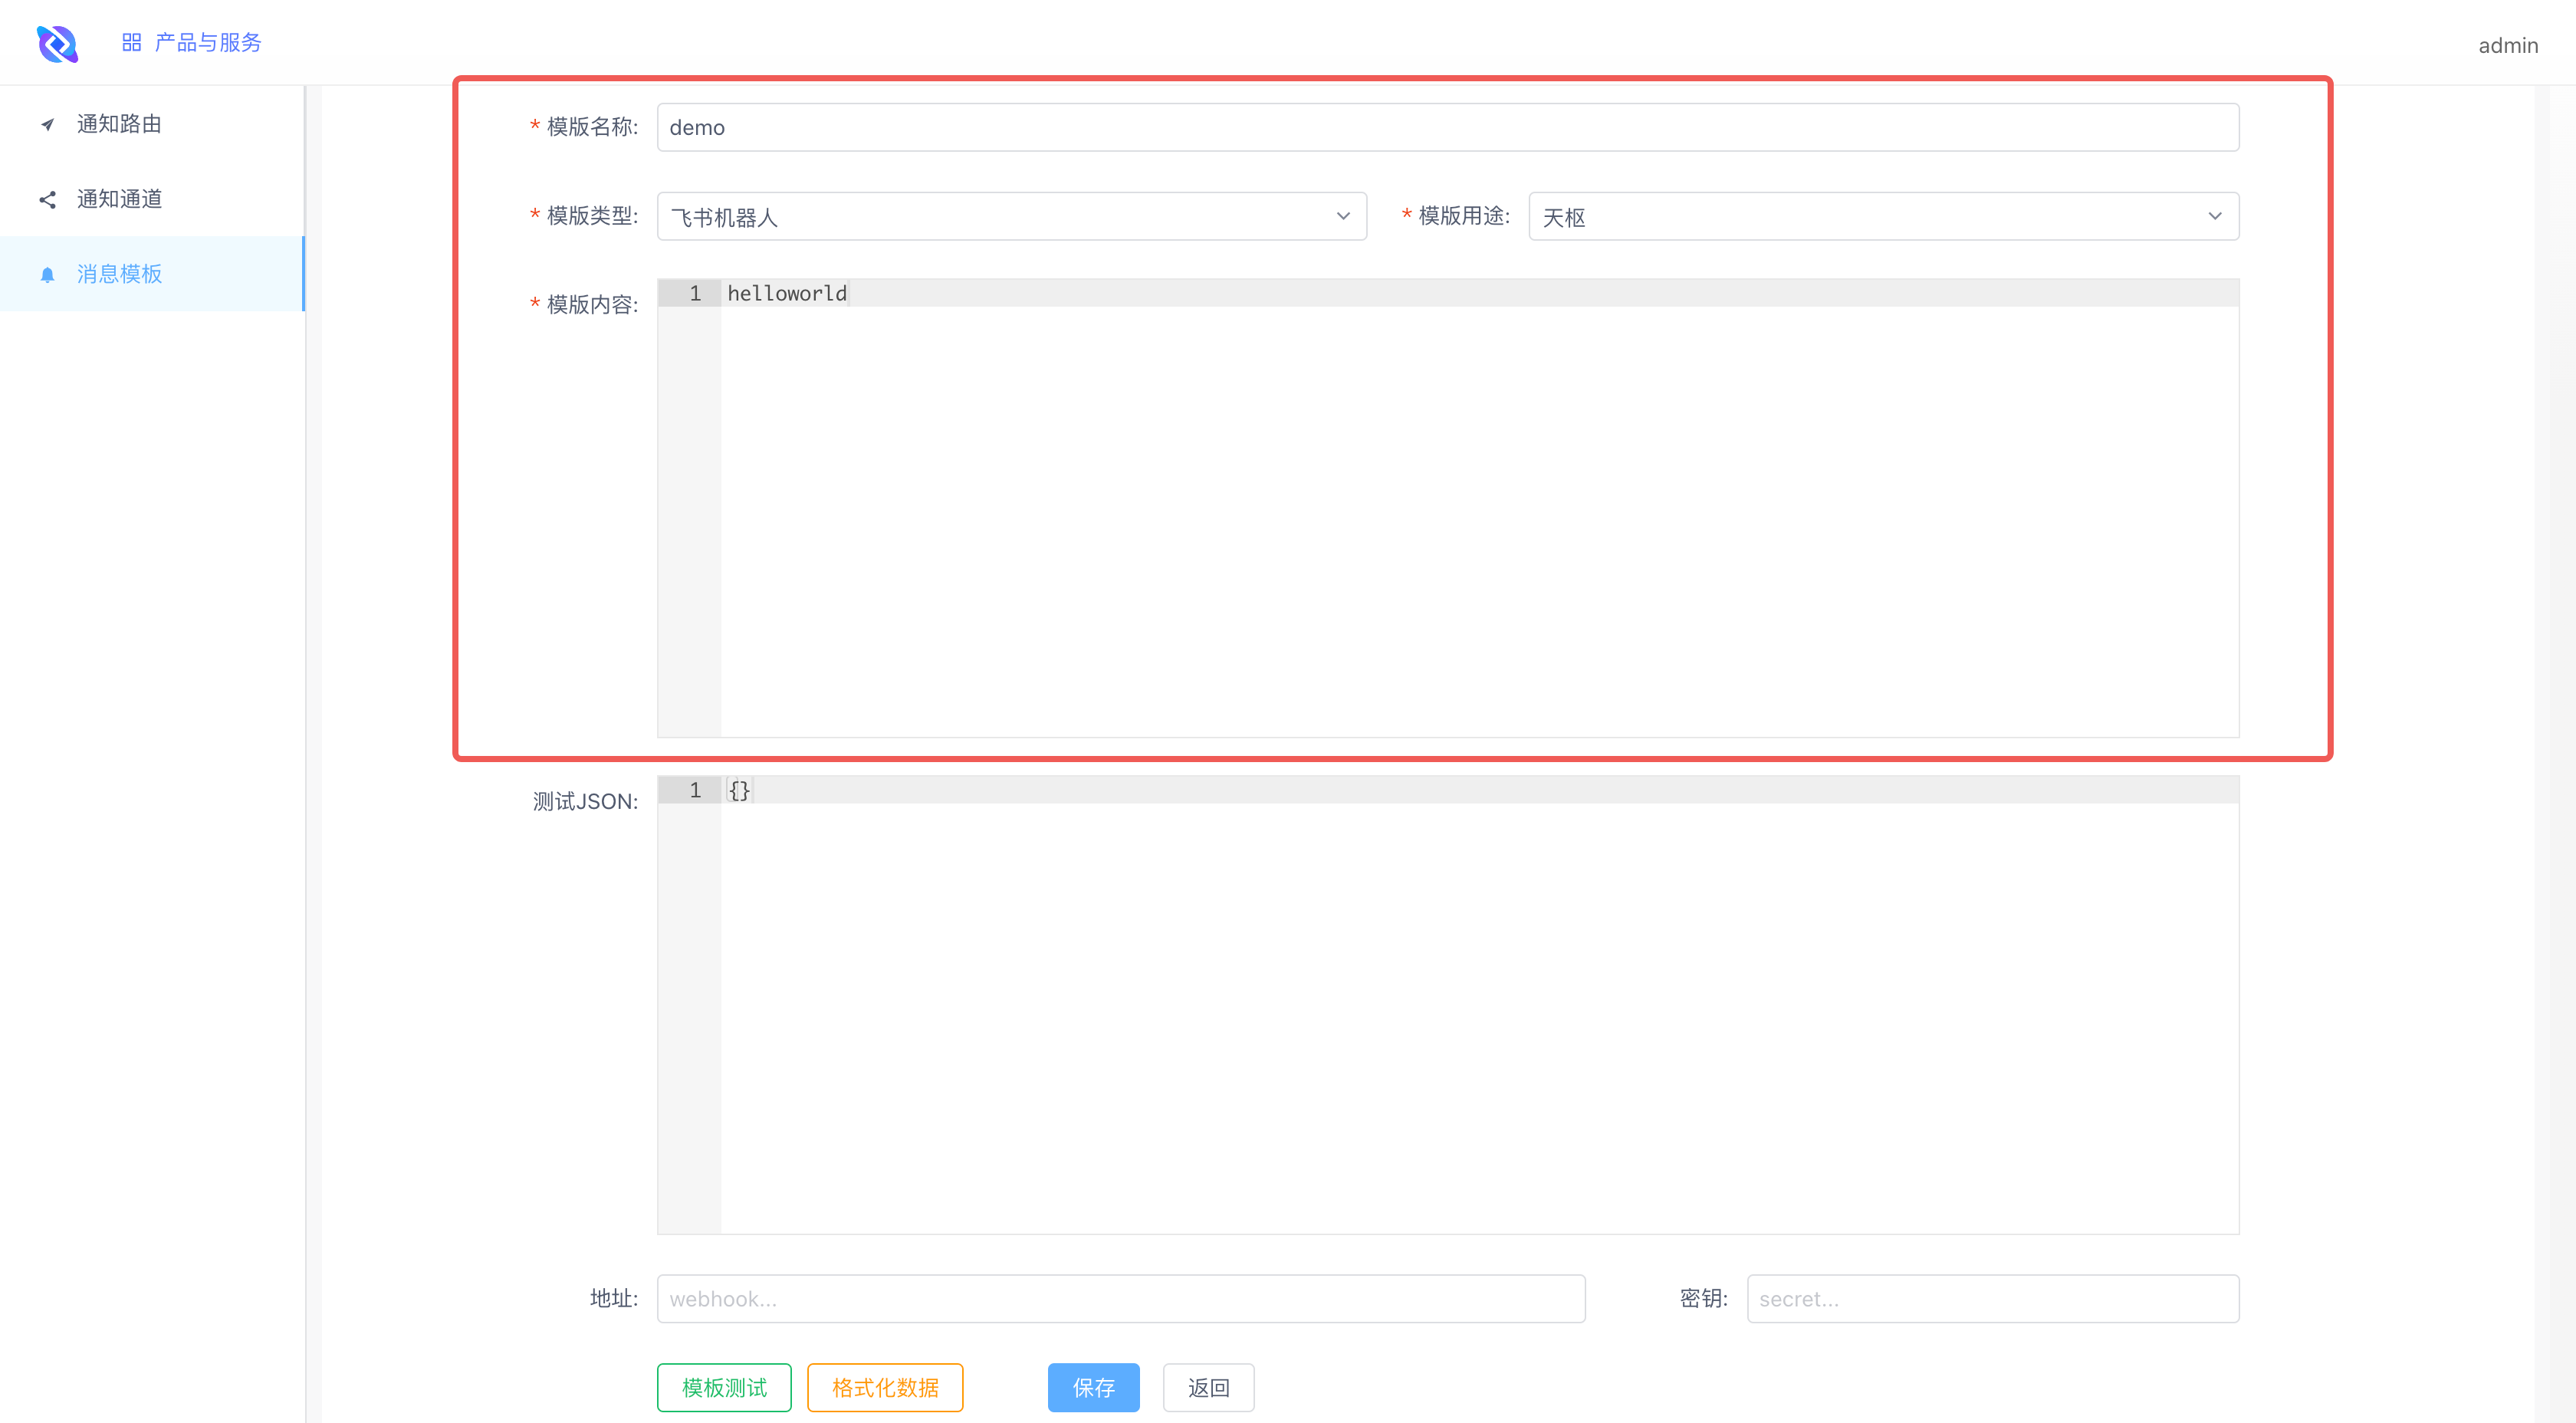 产品与服务
admin
通知路由
通知通道
消息模板
* 模版名称: demo
* 模版类型: 飞书机器人 * 模版用途: 天枢
* 模版内容: 1 helloworld
测试JSON: 1 {}
地址: webhook... 密钥: secret...
模板测试 格式化数据 保存 返回